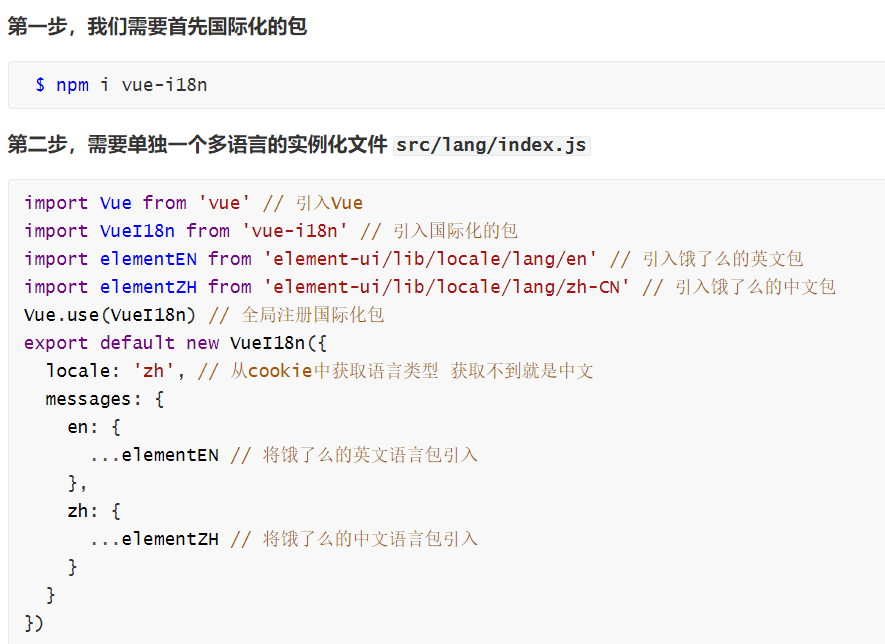 第一步，我们需要首先国际化的包
$ npm i vue-i18n
第二步，需要单独一个多语言的实例化文件 src/lang/index.js
import Vue from 'vue' // 引入Vue
import VueI18n from 'vue-i18n' // 引入国际化的包
import elementEN from 'element-ui/lib/locale/lang/en' // 引入饿了么的英文包
import elementZH from 'element-ui/lib/locale/lang/zh-CN' // 引入饿了么的中文包
Vue.use(VueI18n) // 全局注册国际化包
export default new VueI18n({
  locale: 'zh', // 从cookie中获取语言类型 获取不到就是中文
  messages: {
    en: {
      ...elementEN // 将饿了么的英文语言包引入
    },
    zh: {
      ...elementZH // 将饿了么的中文语言包引入
    }
  }
})